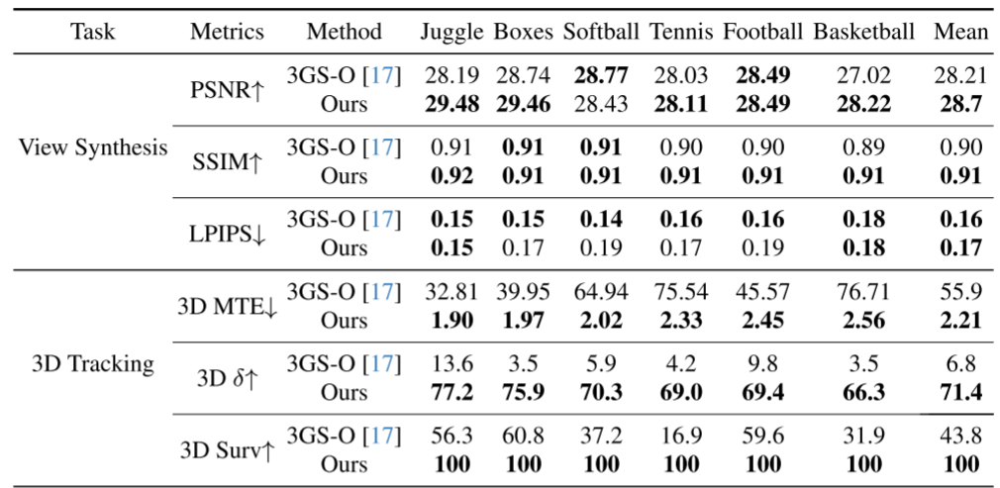 Task Metrics Method Juggle Boxes Softball Tennis Football Basketball Mean
View Synthesis
PSNR↑
3GS-O [17] 28.19 28.74 28.77 28.03 28.49 27.02 28.21
Ours 29.48 29.46 28.43 28.11 28.49 28.22 28.7
SSIM↑
3GS-O [17] 0.91 0.91 0.91 0.90 0.90 0.89 0.90
Ours 0.92 0.91 0.91 0.91 0.91 0.91 0.91
LPIPS↓
3GS-O [17] 0.15 0.15 0.14 0.16 0.16 0.18 0.16
Ours 0.15 0.17 0.19 0.17 0.19 0.18 0.17
3D Tracking
3D MTE↓
3GS-O [17] 32.81 39.95 64.94 75.54 45.57 76.71 55.9
Ours 1.90 1.97 2.02 2.33 2.45 2.56 2.21
3D δ↑
3GS-O [17] 13.6 3.5 5.9 4.2 9.8 3.5 6.8
Ours 77.2 75.9 70.3 69.0 69.4 66.3 71.4
3D Surv↑
3GS-O [17] 56.3 60.8 37.2 16.9 59.6 31.9 43.8
Ours 100 100 100 100 100 100 100